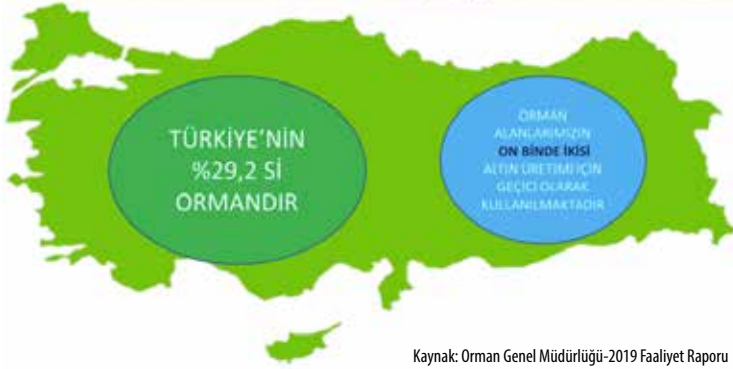 TÜRKİYE'NİN
%29,2 Sİ
ORMANDIR
ORMAN
ALANLARIMIZIN
ON BİNDE İKİSİ
ALTIN ÜRETİMİ İÇİN
GEÇİCİ OLARAK
KULLANILMAKTADIR
Kaynak: Orman Genel Müdürlüğü-2019 Faaliyet Raporu